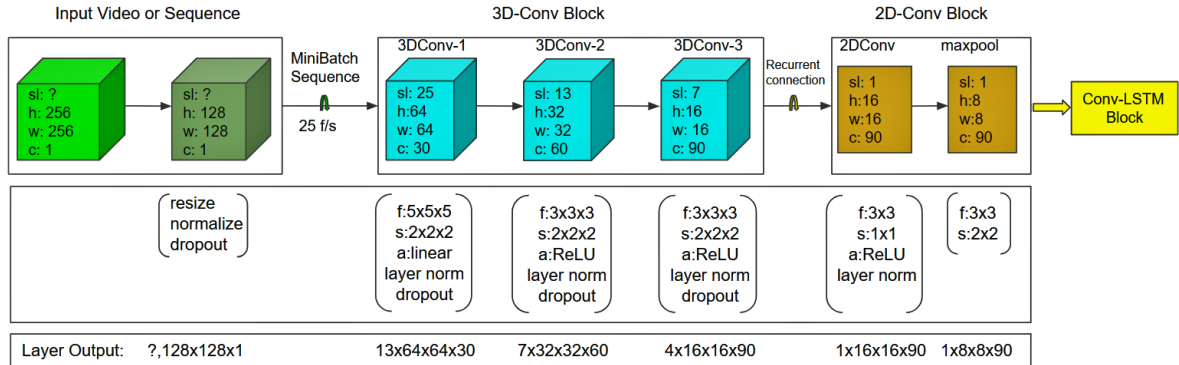 Input Video or Sequence
3D-Conv Block
2D-Conv Block
3DConv-1
3DConv-2
3DConv-3
2DConv
maxpool
sl: ?
h: 256
w: 256
c: 1
sl: ?
h: 128
w: 128
c: 1
MiniBatch
Sequence
25 f/s
sl: 25
h:64
w: 64
c: 30
sl: 13
h:32
w: 32
c: 60
sl: 7
h:16
w: 16
c: 90
Recurrent
connection
sl: 1
h:16
w:16
c: 90
sl: 1
h:8
w:8
c: 90
Conv-LSTM
Block
resize
normalize
dropout
f:5x5x5
s:2x2x2
a:linear
layer norm
dropout
f:3x3x3
s:2x2x2
a:ReLU
layer norm
dropout
f:3x3x3
s:2x2x2
a:ReLU
layer norm
dropout
f:3x3
s:1x1
a:ReLU
layer norm
f:3x3
s:2x2
Layer Output: ?,128x128x1 13x64x64x30 7x32x32x60 4x16x16x90 1x16x16x90 1x8x8x90